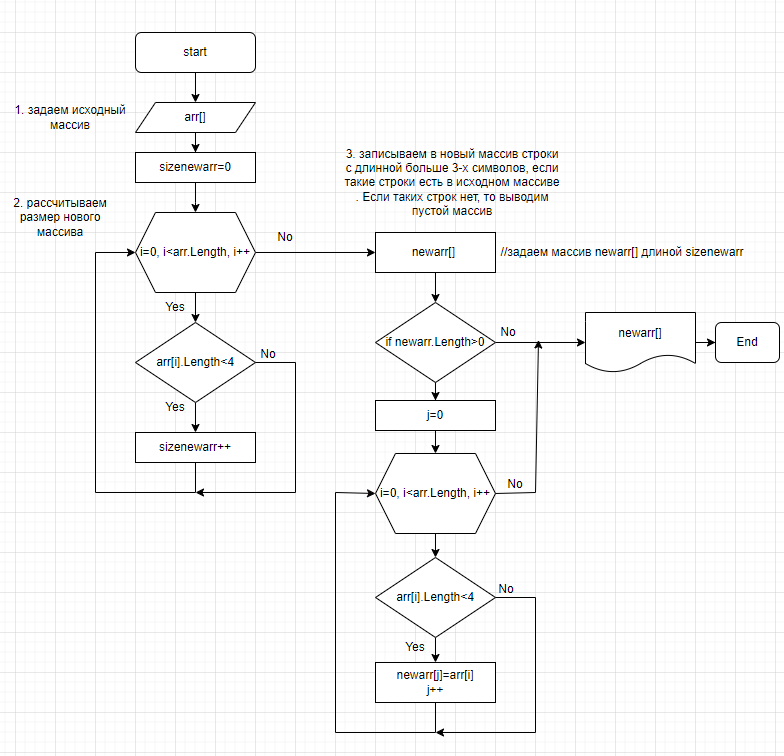 start
1. задаем исходный
массив
arr[]
sizenewarr=0
2. рассчитываем
размер нового
массива
i=0, i<arr.Length, i++
No
Yes
arr[i].Length<4
No
Yes
sizenewarr++
3. записываем в новый массив строки
с длинной больше 3-х символов, если
такие строки есть в исходном массиве
. Если таких строк нет, то выводим
пустой массив
newarr[]
//задаем массив newarr[] длиной sizenewarr
if newarr.Length>0
No
newarr[]
End
j=0
i=0, i<arr.Length, i++
No
arr[i].Length<4
No
Yes
newarr[j]=arr[i]
j++